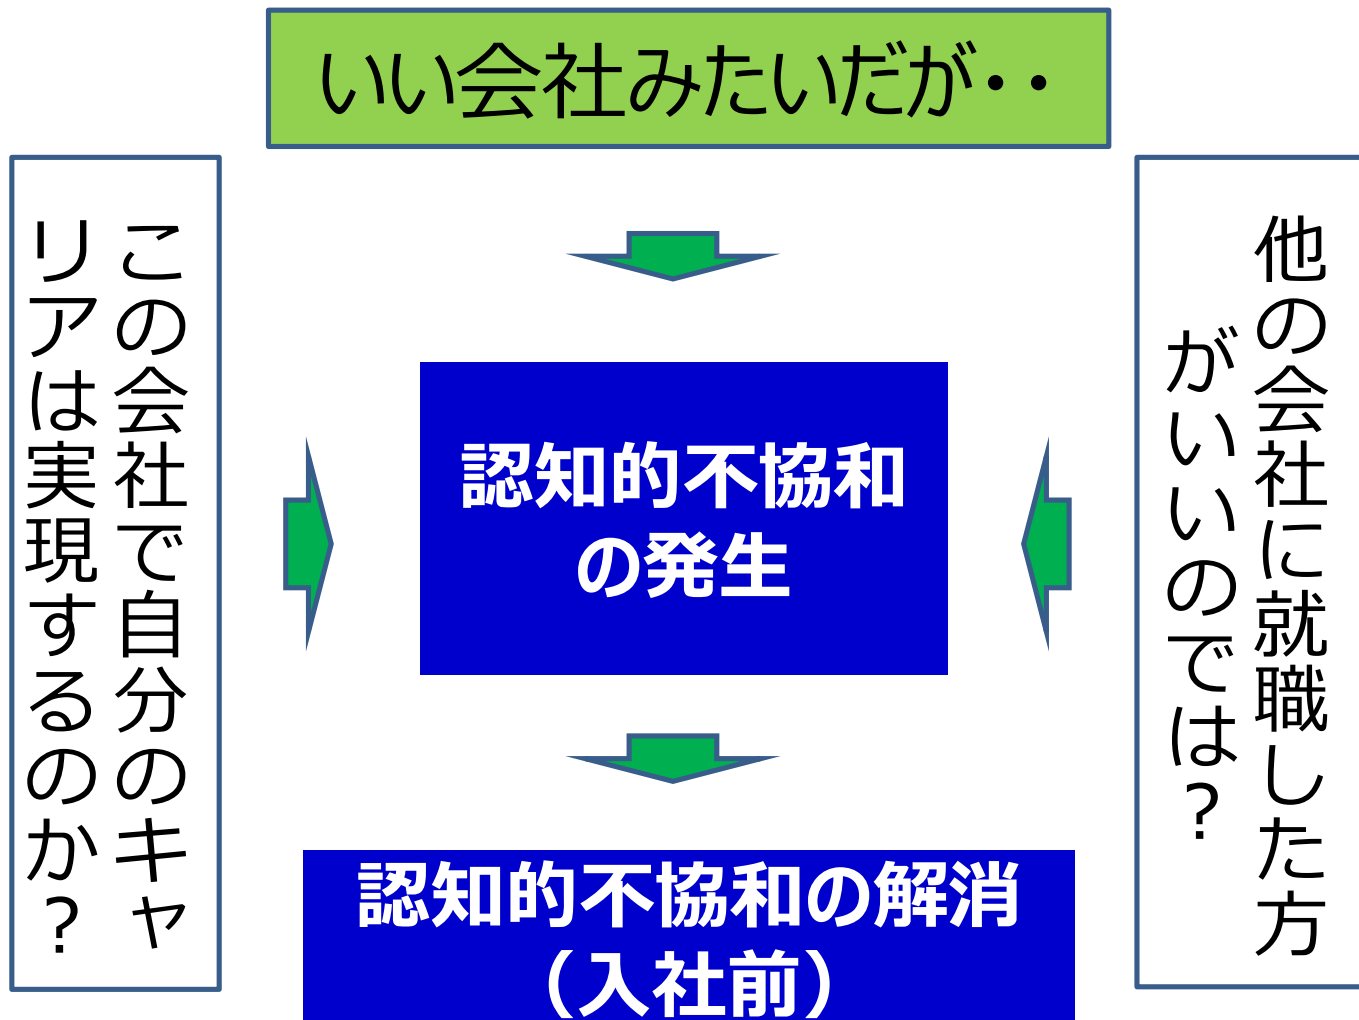 いい会社みたいだが・・
他の会社に就職した方
がいいのでは？
この会社で自分のキャ
リアは実現するのか？
認知的不協和
の発生
認知的不協和の解消
（入社前）